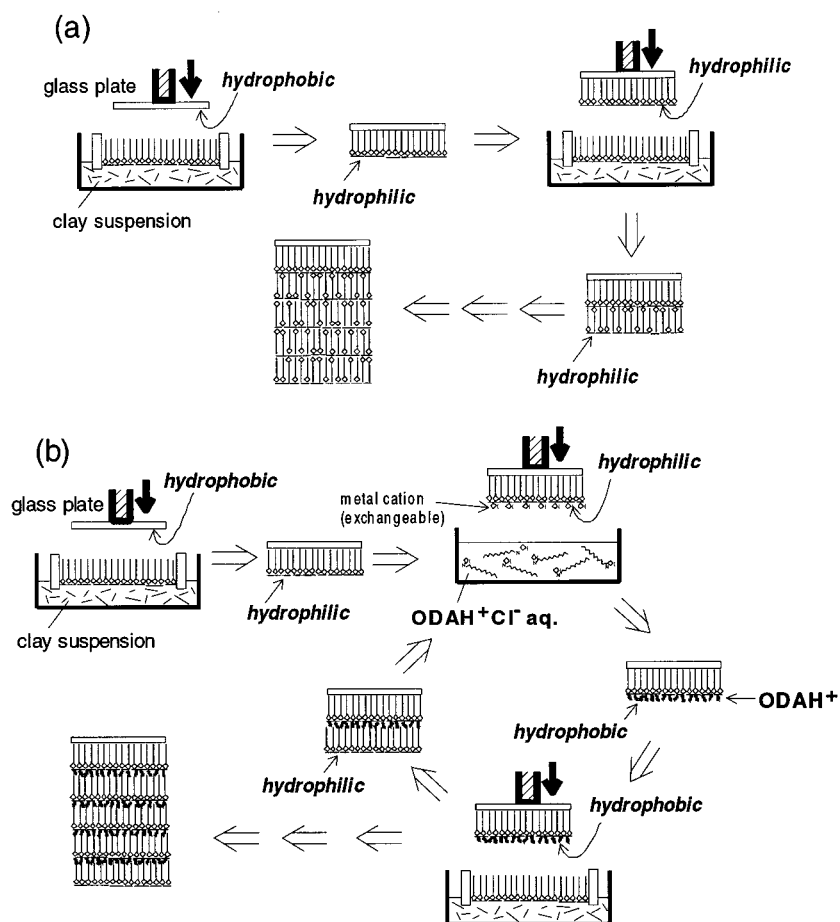 (a)
glass plate
hydrophobic
clay suspension
hydrophilic
hydrophilic
hydrophilic
(b)
glass plate
hydrophobic
clay suspension
hydrophilic
metal cation
(exchangeable)
hydrophilic
ODAH⁺Cl⁻ aq.
ODAH⁺
hydrophobic
hydrophobic
hydrophilic